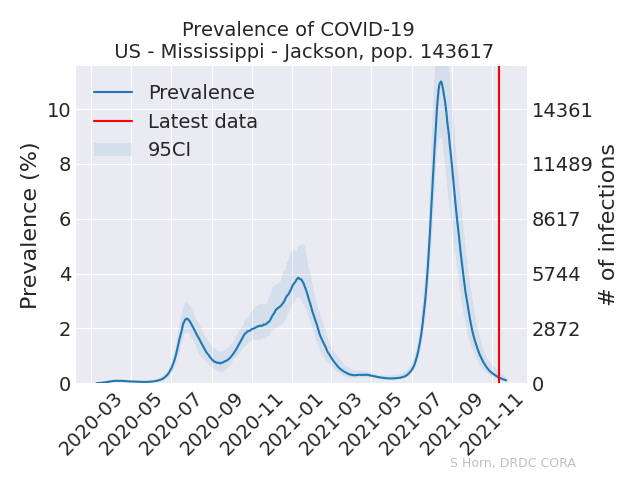 Prevalence of COVID-19
US - Mississippi - Jackson, pop. 143617
Prevalence
Latest data
95CI
Prevalence (%)
10
8
6
4
2
0
14361
11489
8617
5744
2872
0
# of infections
2020-03
2020-05
2020-07
2020-09
2020-11
2021-01
2021-03
2021-05
2021-07
2021-09
2021-11
S Horn, DRDC CORA